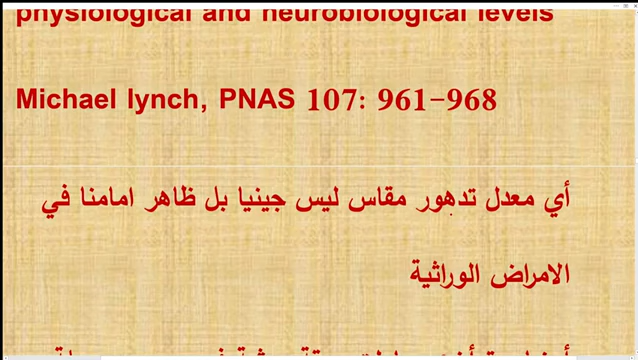 physiological and neurobiological levels
Michael lynch, PNAS 107: 961-968
أي معدل تدهور مقاس ليس جينيا بل ظاهر امامنا في
الامراض الوراثية